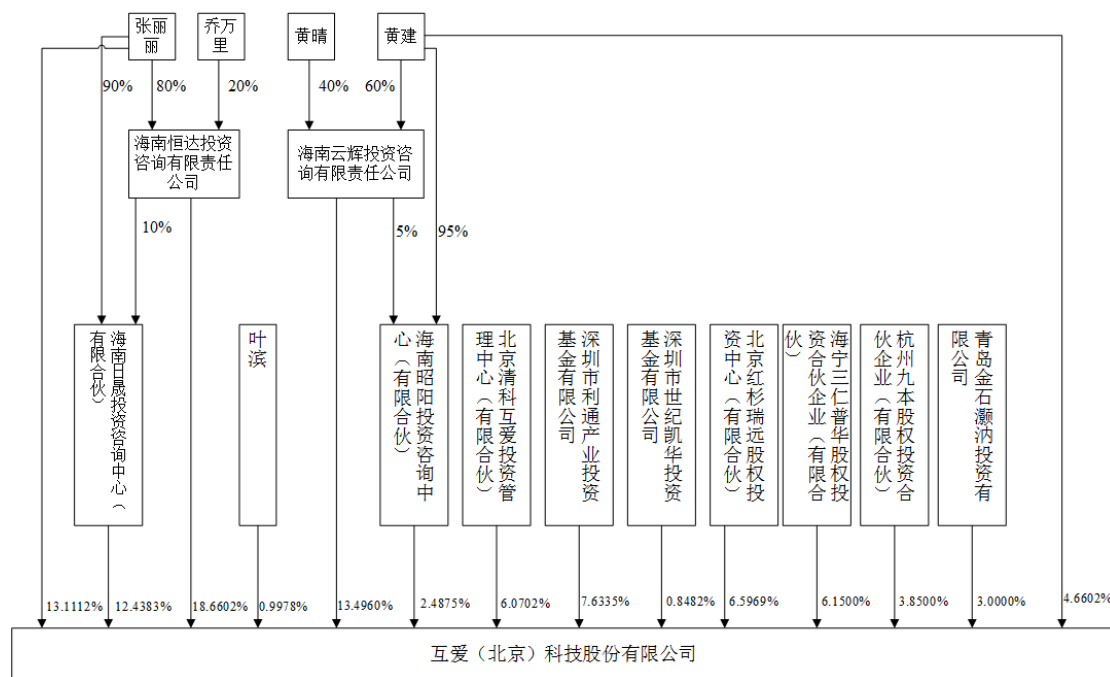 张丽
丽
乔万
里
黄晴
黄建
90%
80%
20%
40%
60%
海南恒达投资
咨询有限责任
公司
海南云辉投资咨
询有限责任公司
10%
5%
95%
海南日晟投资咨询中心（
有限合伙）
叶滨
海南昭阳投资咨询中
心（有限合伙）
北京清科互爱投资管
理中心（有限合伙）
深圳市利通产业投资
基金有限公司
深圳市世纪凯华投资
基金有限公司
北京红杉瑞远股权投
资中心（有限合伙）
海宁三仁普华股权投
资合伙企业（有限合
伙）
杭州九本股权投资合
伙企业（有限合伙）
青岛金石灏汭投资有
限公司
13.1112%
12.4383%
18.6602%
0.9978%
13.4960%
2.4875%
6.0702%
7.6335%
0.8482%
6.5969%
6.1500%
3.8500%
3.0000%
4.6602%
互爱（北京）科技股份有限公司